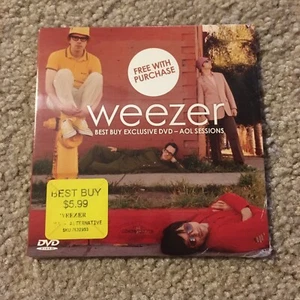 FREE WITH
PURCHASE
weezer
BEST BUY EXCLUSIVE DVD – AOL SESSIONS
BEST BUY
$5.99
WEEZER
DVD